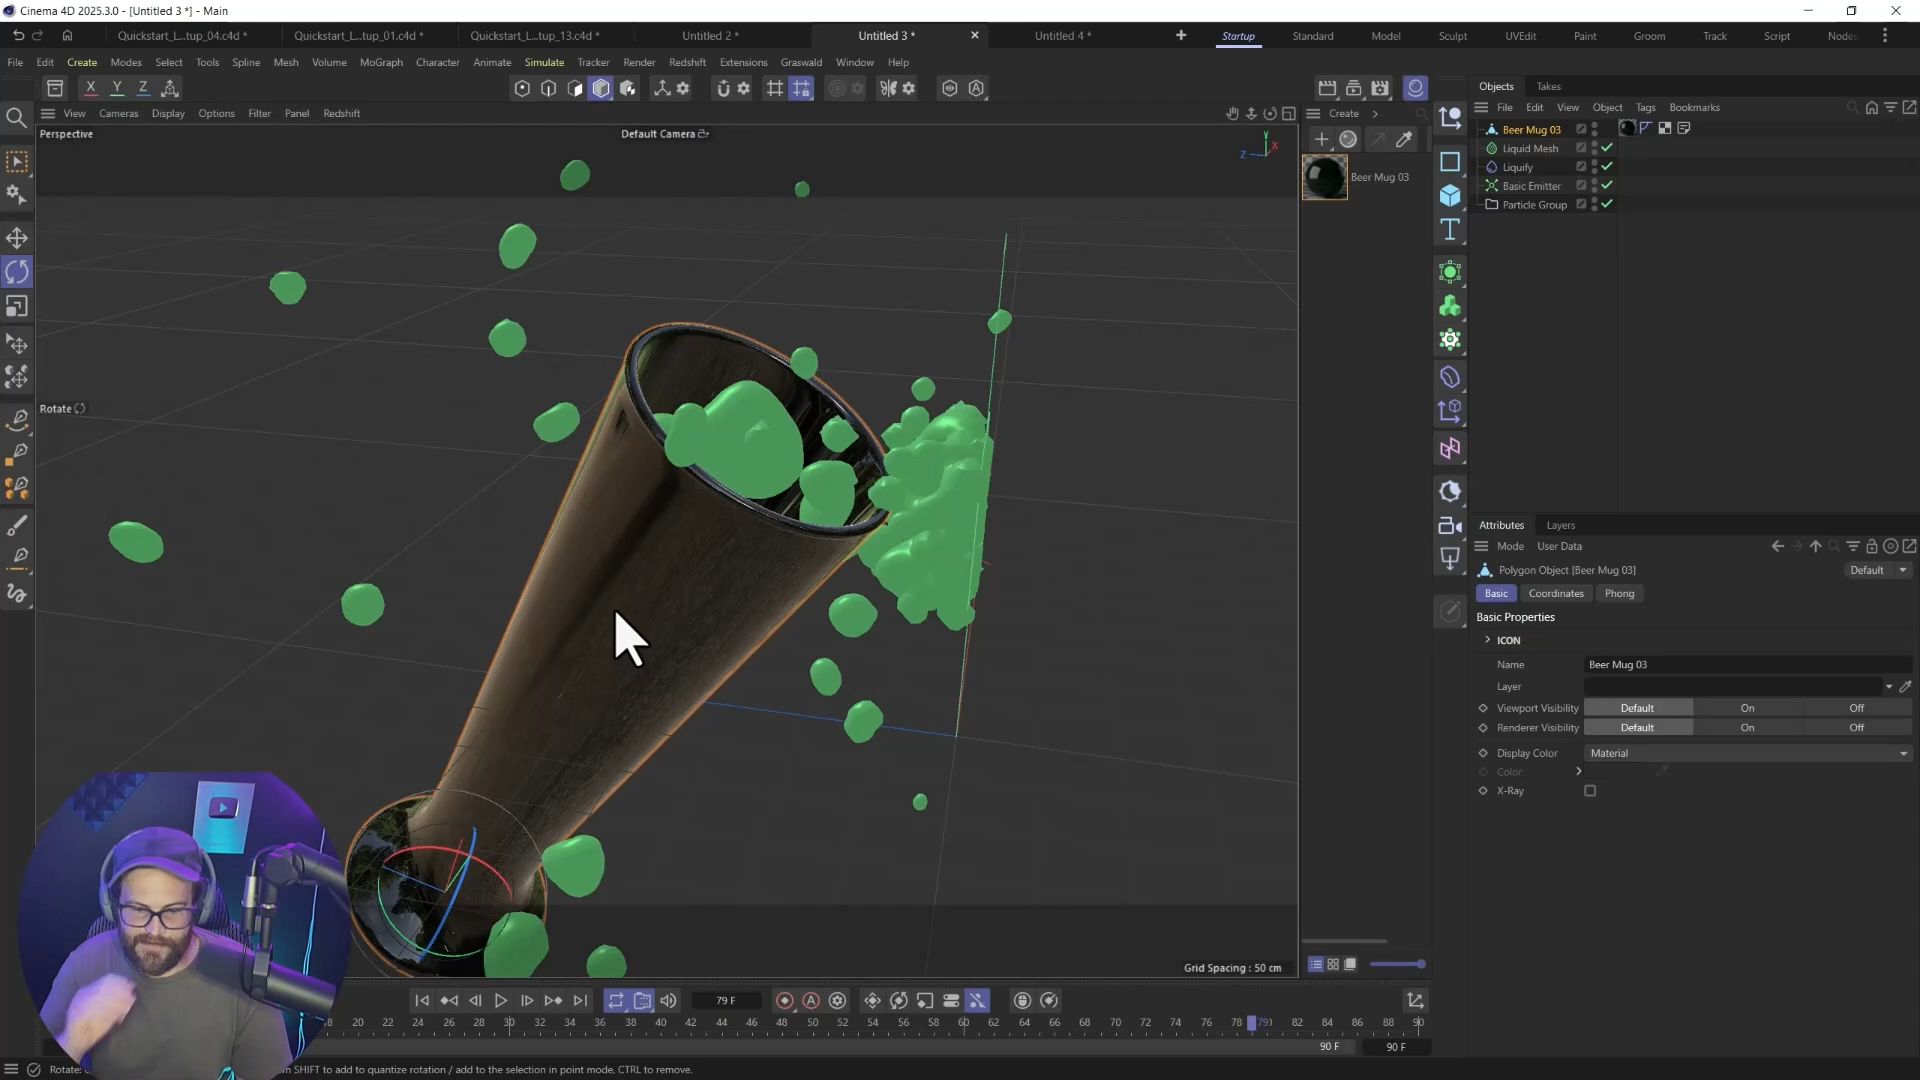 Cinema 4D 2025.3.0 - [Untitled 3 *] - Main
Quickstart_L...tup_04.c4d *
Quickstart_L...tup_01.c4d *
Quickstart_L...tup_13.c4d *
Untitled 2 *
Untitled 3 *
Untitled 4 *
Startup
Standard
Model
Sculpt
UVEdit
Paint
Groom
Track
Script
Nodes
File Edit Create Modes Select Tools Spline Mesh Volume MoGraph Character Animate Simulate Tracker Render Redshift Extensions Graswald Window Help
X Y Z
Objects Takes
View Cameras Display Options Filter Panel Redshift
Create
File Edit View Object Tags Bookmarks
Perspective
Default Camera
Y
X
Z
Beer Mug 03
Beer Mug 03
Liquid Mesh
Liquify
Basic Emitter
Particle Group
Rotate
Attributes Layers
Mode User Data
Polygon Object [Beer Mug 03]
Default
Basic Coordinates Phong
Basic Properties
ICON
Name Beer Mug 03
Layer
Viewport Visibility Default On Off
Renderer Visibility Default On Off
Display Color Material
Color
X-Ray
Grid Spacing : 50 cm
79 F
20 22 24 26 28 30 32 34 36 38 40 42 44 46 48 50 52 54 56 58 60 62 64 66 68 70 72 74 76 78 79 82 84 86 88 90
90 F
90 F
Rotate:
SHIFT to add to quantize rotation / add to the selection in point mode, CTRL to remove.